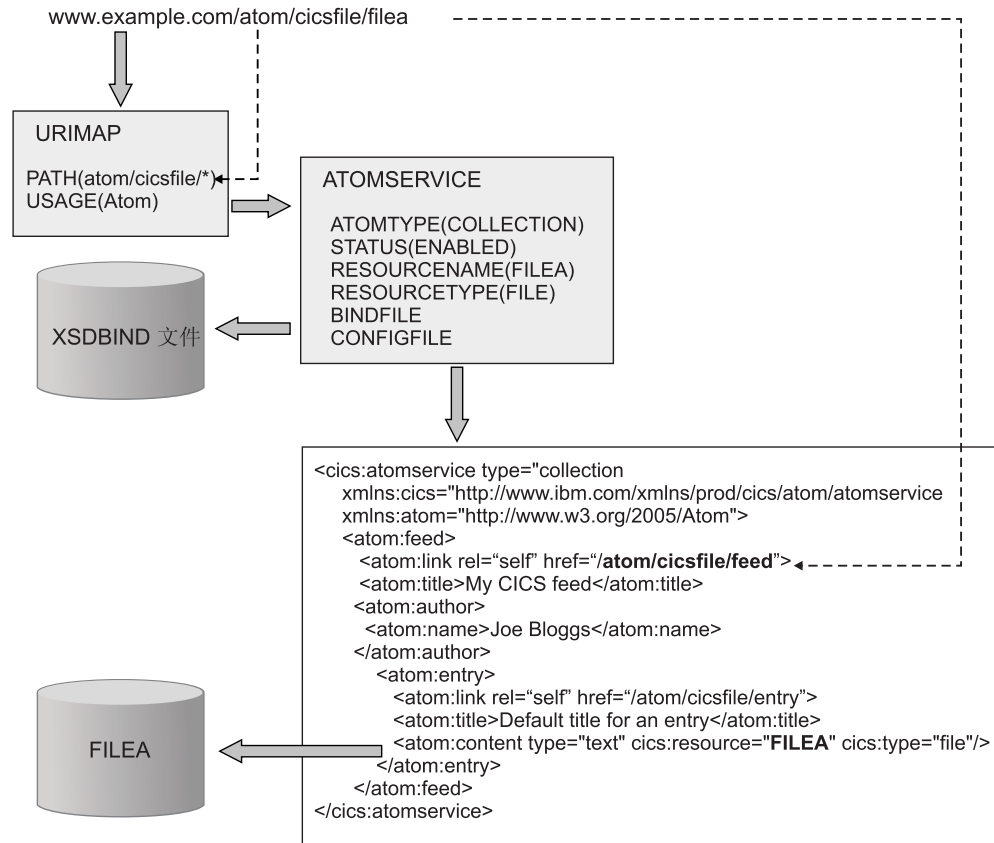 www.example.com/atom/cicsfile/filea
URIMAP
PATH(atom/cicsfile/*)
USAGE(Atom)
ATOMSERVICE
ATOMTYPE(COLLECTION)
STATUS(ENABLED)
RESOURCENAME(FILEA)
RESOURCETYPE(FILE)
BINDFILE
CONFIGFILE
XSDBIND 文件
<cics:atomservice type="collection
xmlns:cics="http://www.ibm.com/xmlns/prod/cics/atom/atomservice
xmlns:atom="http://www.w3.org/2005/Atom">
<atom:feed>
<atom:link rel=“self” href=“/atom/cicsfile/feed”>
<atom:title>My CICS feed</atom:title>
<atom:author>
<atom:name>Joe Bloggs</atom:name>
</atom:author>
<atom:entry>
<atom:link rel=“self” href=“/atom/cicsfile/entry”>
<atom:title>Default title for an entry</atom:title>
<atom:content type="text" cics:resource="FILEA" cics:type="file"/>
</atom:entry>
</atom:feed>
</cics:atomservice>
FILEA